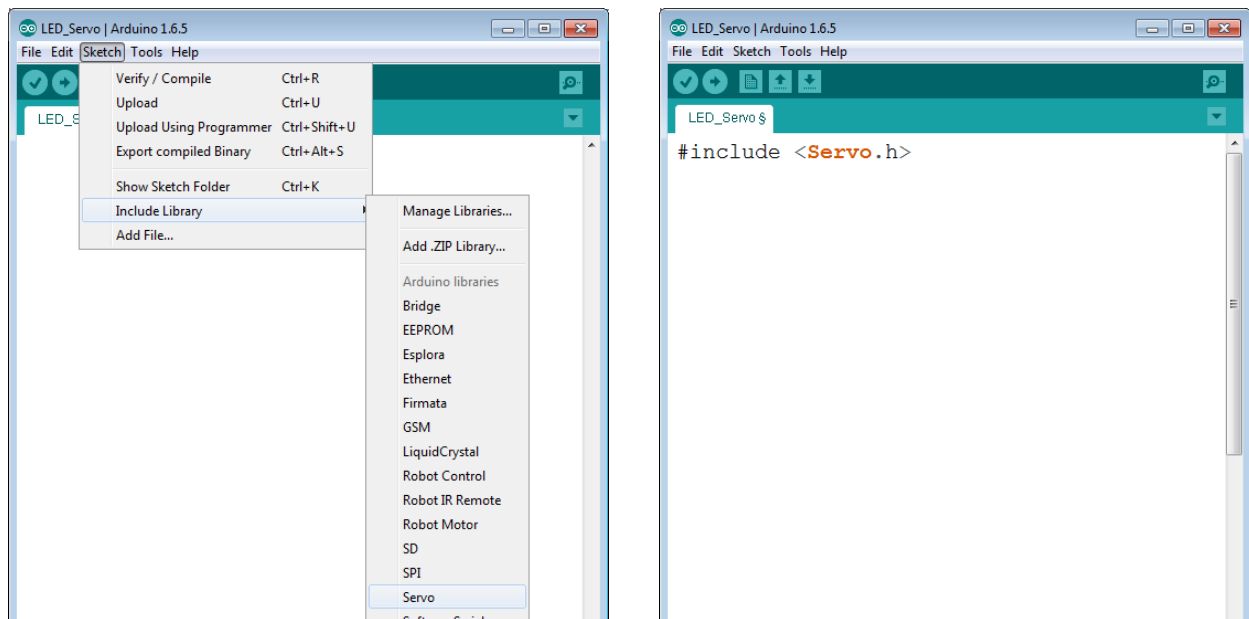 LED_Servo | Arduino 1.6.5
File Edit Sketch Tools Help
Verify / Compile Ctrl+R
Upload Ctrl+U
Upload Using Programmer Ctrl+Shift+U
Export compiled Binary Ctrl+Alt+S
Show Sketch Folder Ctrl+K
Include Library
Add File...
LED_S
Manage Libraries...
Add .ZIP Library...
Arduino libraries
Bridge
EEPROM
Esplora
Ethernet
Firmata
GSM
LiquidCrystal
Robot Control
Robot IR Remote
Robot Motor
SD
SPI
Servo
LED_Servo | Arduino 1.6.5
File Edit Sketch Tools Help
LED_Servo §
#include <Servo.h>